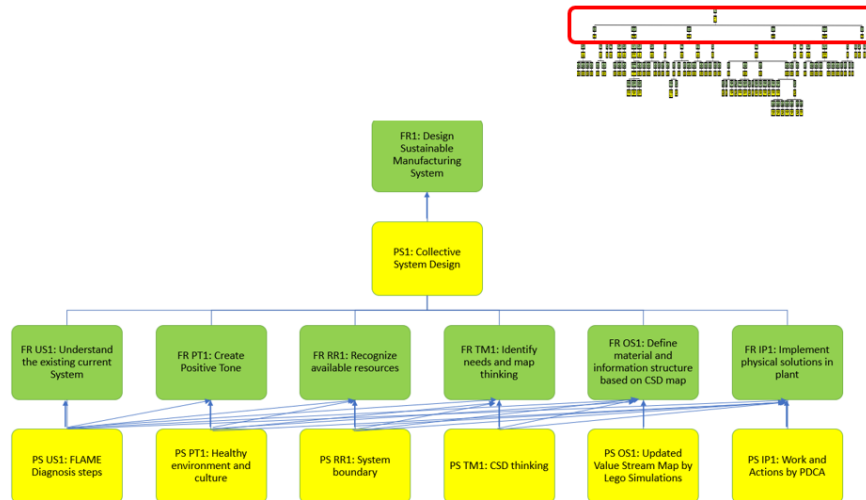 FR1: Design
Sustainable
Manufacturing
System
PS1: Collective
System Design
FR US1: Understand
the existing current
System
FR PT1: Create
Positive Tone
FR RR1: Recognize
available resources
FR TM1: Identify
needs and map
thinking
FR OS1: Define
material and
information structure
based on CSD map
FR IP1: Implement
physical solutions in
plant
PS US1: FLAME
Diagnosis steps
PS PT1: Healthy
environment and
culture
PS RR1: System
boundary
PS TM1: CSD thinking
PS OS1: Updated
Value Stream Map by
Lego Simulations
PS IP1: Work and
Actions by PDCA